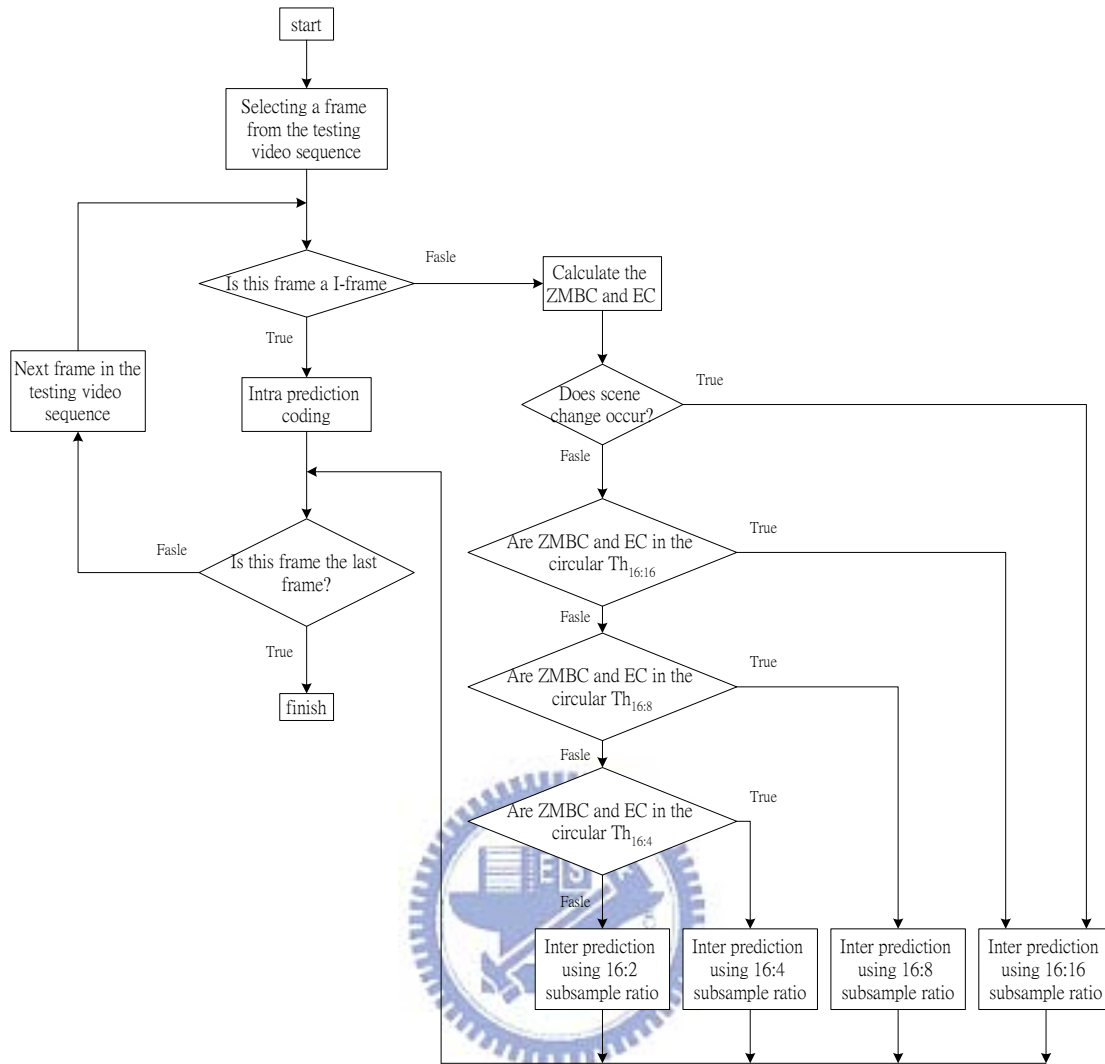 start
Selecting a frame
from the testing
video sequence
Is this frame a I-frame
Fasle
Calculate the
ZMBC and EC
True
Next frame in the
testing video
sequence
Intra prediction
coding
Does scene
change occur?
True
Fasle
Are ZMBC and EC in the
circular Th16:16
True
Fasle
Is this frame the last
frame?
Fasle
True
finish
Are ZMBC and EC in the
circular Th16:8
True
Fasle
Are ZMBC and EC in the
circular Th16:4
True
Fasle
Inter prediction
using 16:2
subsample ratio
Inter prediction
using 16:4
subsample ratio
Inter prediction
using 16:8
subsample ratio
Inter prediction
using 16:16
subsample ratio